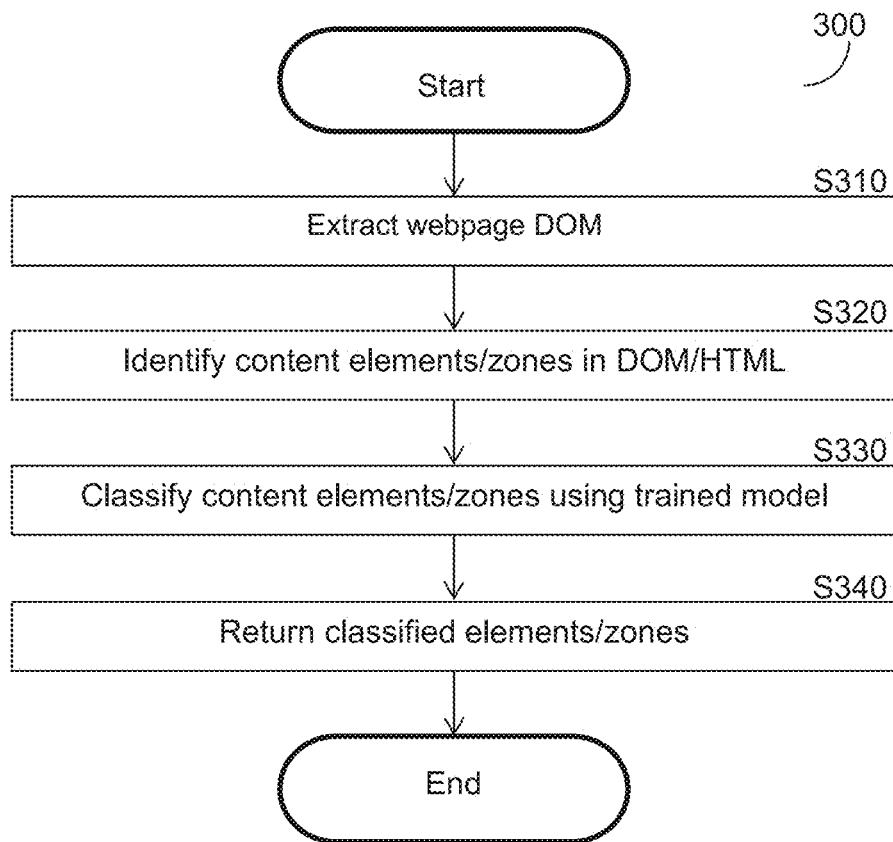 300
Start
S310
Extract webpage DOM
S320
Identify content elements/zones in DOM/HTML
S330
Classify content elements/zones using trained model
S340
Return classified elements/zones
End